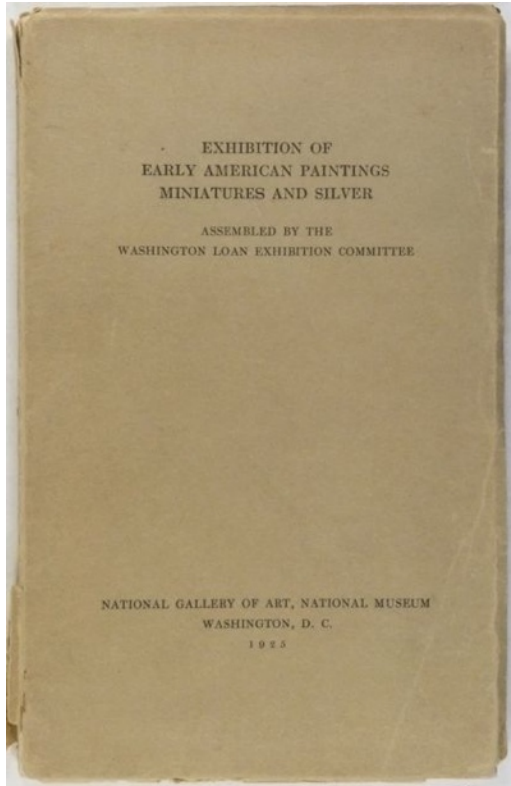 EXHIBITION OF
EARLY AMERICAN PAINTINGS
MINIATURES AND SILVER
ASSEMBLED BY THE
WASHINGTON LOAN EXHIBITION COMMITTEE
NATIONAL GALLERY OF ART, NATIONAL MUSEUM
WASHINGTON, D. C.
1925